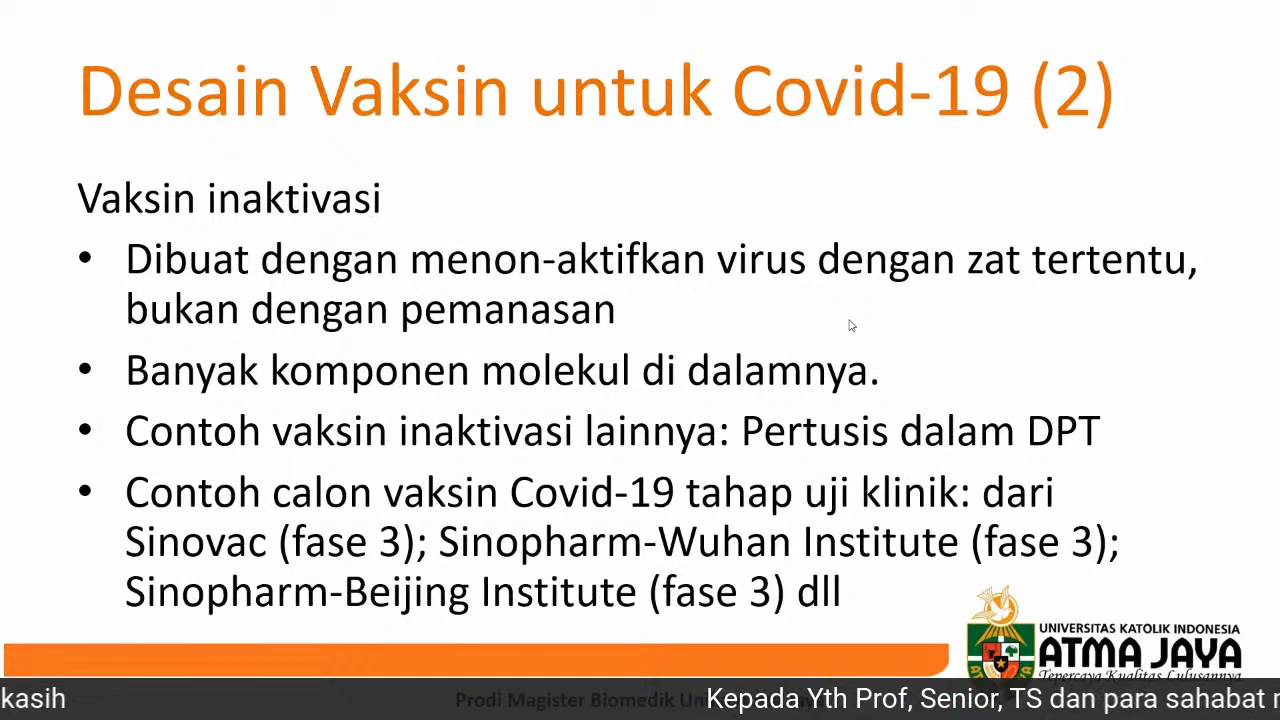 Desain Vaksin untuk Covid-19 (2)
Vaksin inaktivasi
• Dibuat dengan menon-aktifkan virus dengan zat tertentu,
bukan dengan pemanasan
• Banyak komponen molekul di dalamnya.
• Contoh vaksin inaktivasi lainnya: Pertusis dalam DPT
• Contoh calon vaksin Covid-19 tahap uji klinik: dari
Sinovac (fase 3); Sinopharm-Wuhan Institute (fase 3);
Sinopharm-Beijing Institute (fase 3) dll
UNIVERSITAS KATOLIK INDONESIA
ATMA JAYA
Tepercaya Kualitas Lulusannya
Prodi Magister Biomedik
kasih Kepada Yth Prof, Senior, TS dan para sahabat